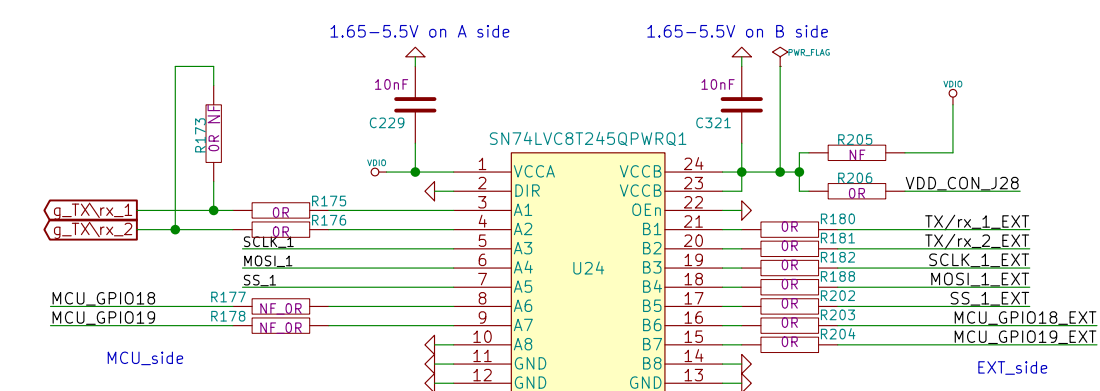 1.65-5.5V on A side
1.65-5.5V on B side
PWR_FLAG
10nF
10nF
VDIO
R173
0R NF
C229
C321
SN74LVC8T245QPWRQ1
R205
NF
VDIO
1
VCCA
VCCB
24
2
DIR
VCCB
23
R206
0R
VDD_CON_J28
g_TX\rx_1
R175
0R
3
A1
OEn
22
g_TX\rx_2
R176
0R
4
A2
B1
21
R180
0R
TX/rx_1_EXT
SCLK_1
5
A3
B2
20
R181
0R
TX/rx_2_EXT
MOSI_1
6
A4
U24
B3
19
R182
0R
SCLK_1_EXT
SS_1
7
A5
B4
18
R188
0R
MOSI_1_EXT
MCU_GPIO18
R177
NF_0R
8
A6
B5
17
R202
0R
SS_1_EXT
MCU_GPIO19
R178
NF_0R
9
A7
B6
16
R203
0R
MCU_GPIO18_EXT
10
A8
B7
15
R204
0R
MCU_GPIO19_EXT
MCU_side
11
GND
B8
14
EXT_side
12
GND
GND
13